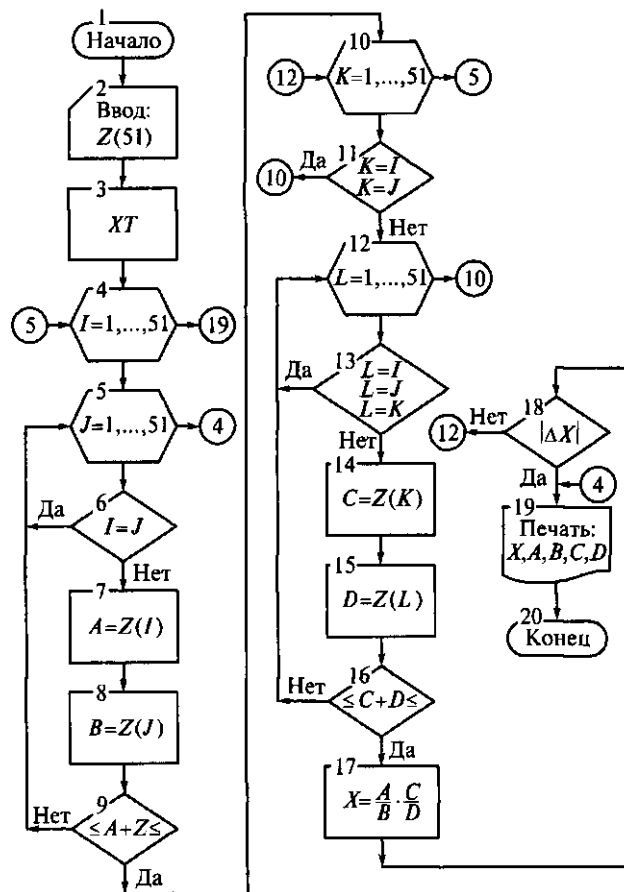 1
Начало
2
Ввод:
Z(51)
3
XT
4
5
I=1,...,51
19
5
J=1,...,51
4
6
Да
I=J
Нет
7
A=Z(I)
8
B=Z(J)
9
Нет
≤A+Z≤
Да
10
12
K=1,...,51
5
11
Да
K=I
10
K=J
Нет
12
L=1,...,51
10
13
Да
L=I
L=J
L=K
Нет
14
C=Z(K)
15
D=Z(L)
16
Нет
≤C+D≤
Да
17
X=A/B·C/D
18
Нет
12
|ΔX|
Да
4
19
Печать:
X,A,B,C,D
20
Конец